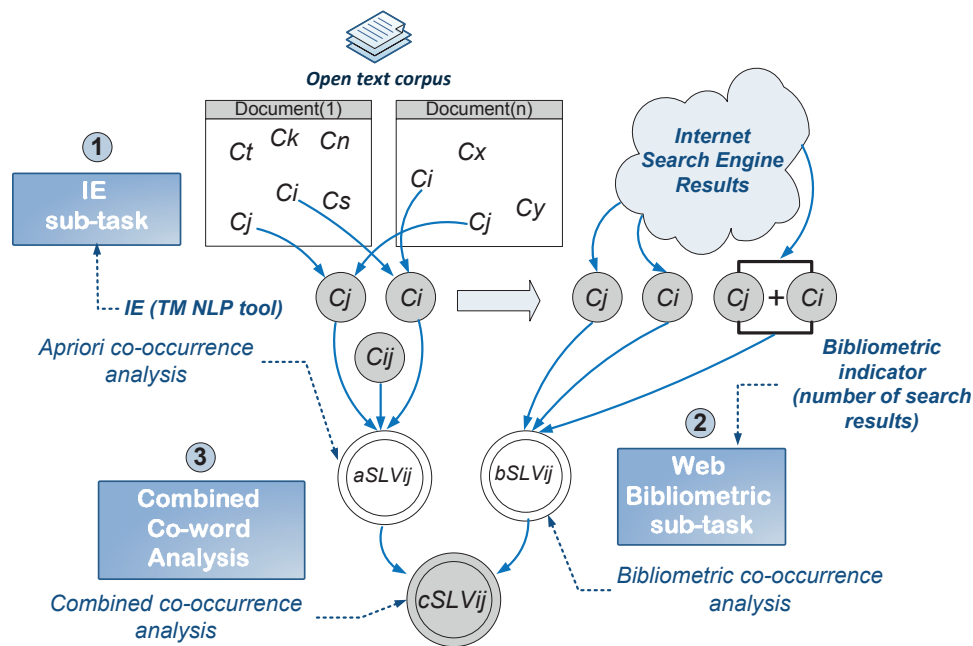 Open text corpus
Document(1)
Ct
Ck
Cn
Ci
Cs
Cj
Document(n)
Cx
Ci
Cy
Cj
Internet
Search Engine
Results
1
IE
sub-task
IE (TM NLP tool)
Cj
Ci
Cj
Ci
Cj
+
Ci
Apriori co-occurrence
analysis
Cij
Bibliometric
indicator
(number of search
results)
2
Web
Bibliometric
sub-task
3
Combined
Co-word
Analysis
aSLVij
bSLVij
Bibliometric co-occurrence
analysis
Combined co-occurrence
analysis
cSLVij